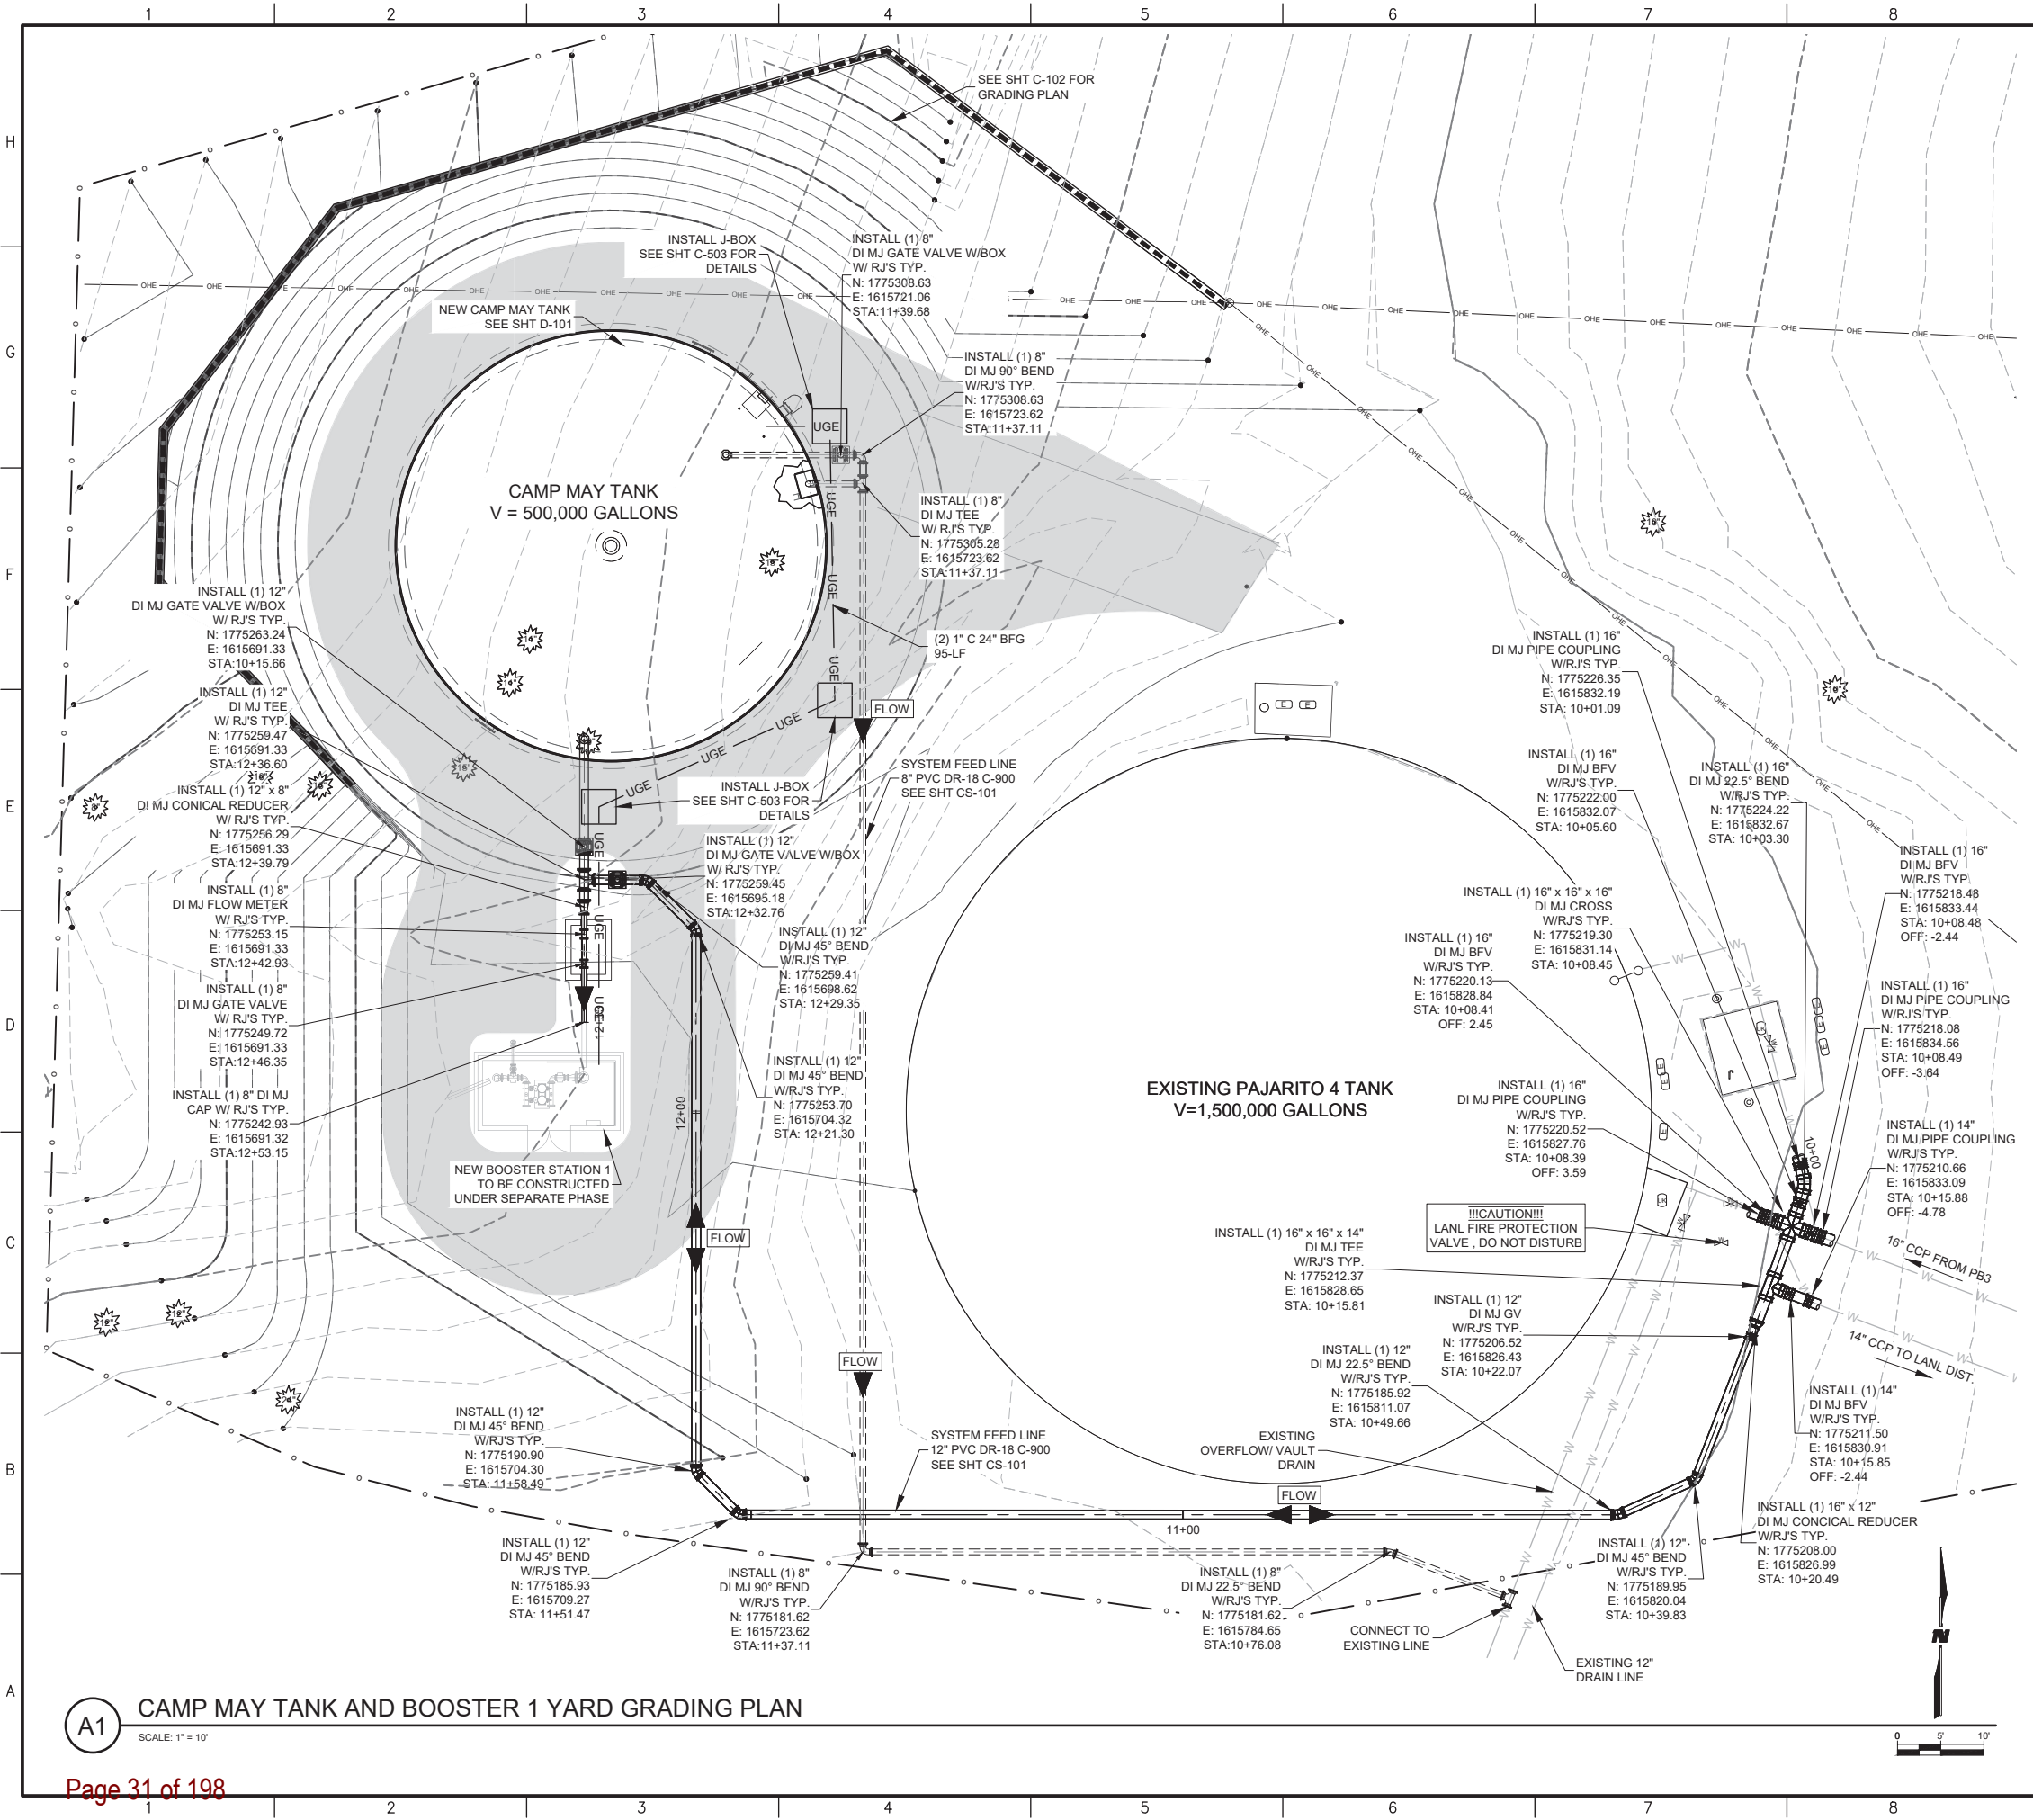 1 2 3 4 5 6 7 8
H
G
F
E
D
C
B
A
SEE SHT C-102 FOR
GRADING PLAN
INSTALL J-BOX
SEE SHT C-503 FOR
DETAILS
INSTALL (1) 8"
DI MJ GATE VALVE W/BOX
W/ RJ'S TYP.
N: 1775308.63
E: 1615721.06
STA:11+39.68
NEW CAMP MAY TANK
SEE SHT D-101
INSTALL (1) 8"
DI MJ 90° BEND
W/RJ'S TYP.
N: 1775308.63
E: 1615723.62
STA:11+37.11
UGE
CAMP MAY TANK
V = 500,000 GALLONS
INSTALL (1) 8"
DI MJ TEE
W/ RJ'S TYP.
N: 1775305.28
E: 1615723.62
STA:11+37.11
(2) 1" C 24" BFG
95-LF
FLOW
INSTALL (1) 12"
DI MJ GATE VALVE W/BOX
W/ RJ'S TYP.
N: 1775263.24
E: 1615691.33
STA:10+15.66
INSTALL (1) 12"
DI MJ TEE
W/ RJ'S TYP.
N: 1775259.47
E: 1615691.33
STA:12+36.60
INSTALL (1) 12" x 8"
DI MJ CONICAL REDUCER
W/ RJ'S TYP.
N: 1775256.29
E: 1615691.33
STA:12+39.79
INSTALL (1) 8"
DI MJ FLOW METER
W/ RJ'S TYP.
N: 1775253.15
E: 1615691.33
STA:12+42.93
INSTALL (1) 8"
DI MJ GATE VALVE
W/ RJ'S TYP.
N: 1775249.72
E: 1615691.33
STA:12+46.35
INSTALL (1) 8" DI MJ
CAP W/ RJ'S TYP.
N: 1775242.93
E: 1615691.32
STA:12+53.15
SYSTEM FEED LINE
8" PVC DR-18 C-900
SEE SHT CS-101
INSTALL J-BOX
SEE SHT C-503 FOR
DETAILS
INSTALL (1) 12"
DI MJ GATE VALVE W/BOX
W/ RJ'S TYP.
N: 1775259.45
E: 1615695.18
STA:12+32.76
INSTALL (1) 12"
DI MJ 45° BEND
W/RJ'S TYP.
N: 1775259.41
E: 1615698.62
STA: 12+29.35
INSTALL (1) 12"
DI MJ 45° BEND
W/RJ'S TYP.
N: 1775253.70
E: 1615704.32
STA: 12+21.30
12+00
NEW BOOSTER STATION 1
TO BE CONSTRUCTED
UNDER SEPARATE PHASE
FLOW
INSTALL (1) 16"
DI MJ PIPE COUPLING
W/RJ'S TYP.
N: 1775226.35
E: 1615832.19
STA: 10+01.09
INSTALL (1) 16"
DI MJ BFV
W/RJ'S TYP.
N: 1775222.00
E: 1615832.07
STA: 10+05.60
INSTALL (1) 16"
DI MJ 22.5° BEND
W/RJ'S TYP.
N: 1775224.22
E: 1615832.67
STA: 10+03.30
INSTALL (1) 16"
DI MJ BFV
W/RJ'S TYP.
N: 1775218.48
E: 1615833.44
STA: 10+08.48
OFF: -2.44
INSTALL (1) 16" x 16" x 16"
DI MJ CROSS
W/RJ'S TYP.
N: 1775219.30
E: 1615831.14
STA: 10+08.45
INSTALL (1) 16"
DI MJ BFV
W/RJ'S TYP.
N: 1775220.13
E: 1615828.84
STA: 10+08.41
OFF: 2.45
INSTALL (1) 16"
DI MJ PIPE COUPLING
W/RJ'S TYP.
N: 1775218.08
E: 1615834.56
STA: 10+08.49
OFF: -3.64
EXISTING PAJARITO 4 TANK
V=1,500,000 GALLONS
INSTALL (1) 16"
DI MJ PIPE COUPLING
W/RJ'S TYP.
N: 1775220.52
E: 1615827.76
STA: 10+08.39
OFF: 3.59
INSTALL (1) 14"
DI MJ PIPE COUPLING
W/RJ'S TYP.
N: 1775210.66
E: 1615833.09
STA: 10+15.88
OFF: -4.78
10+00
!!!CAUTION!!!
LANL FIRE PROTECTION
VALVE , DO NOT DISTURB
16" CCP FROM PB3
INSTALL (1) 16" x 16" x 14"
DI MJ TEE
W/RJ'S TYP.
N: 1775212.37
E: 1615828.65
STA: 10+15.81
INSTALL (1) 12"
DI MJ GV
W/RJ'S TYP.
N: 1775206.52
E: 1615826.43
STA: 10+22.07
14" CCP TO LANL DIST.
INSTALL (1) 12"
DI MJ 22.5° BEND
W/RJ'S TYP.
N: 1775185.92
E: 1615811.07
STA: 10+49.66
INSTALL (1) 14"
DI MJ BFV
W/RJ'S TYP.
N: 1775211.50
E: 1615830.91
STA: 10+15.85
OFF: -2.44
FLOW
INSTALL (1) 12"
DI MJ 45° BEND
W/RJ'S TYP.
N: 1775190.90
E: 1615704.30
STA: 11+58.49
SYSTEM FEED LINE
12" PVC DR-18 C-900
SEE SHT CS-101
EXISTING
OVERFLOW/ VAULT
DRAIN
FLOW
11+00
INSTALL (1) 16" x 12"
DI MJ CONCICAL REDUCER
W/RJ'S TYP.
N: 1775208.00
E: 1615826.99
STA: 10+20.49
INSTALL (1) 12"
DI MJ 45° BEND
W/RJ'S TYP.
N: 1775185.93
E: 1615709.27
STA: 11+51.47
INSTALL (1) 8"
DI MJ 90° BEND
W/RJ'S TYP.
N: 1775181.62
E: 1615723.62
STA:11+37.11
INSTALL (1) 8"
DI MJ 22.5° BEND
W/RJ'S TYP.
N: 1775181.62
E: 1615784.65
STA:10+76.08
INSTALL (1) 12"
DI MJ 45° BEND
W/RJ'S TYP.
N: 1775189.95
E: 1615820.04
STA: 10+39.83
CONNECT TO
EXISTING LINE
EXISTING 12"
DRAIN LINE
N
A1
CAMP MAY TANK AND BOOSTER 1 YARD GRADING PLAN
SCALE: 1" = 10'
0 5' 10'
Page 31 of 198
1 2 3 4 5 6 7 8